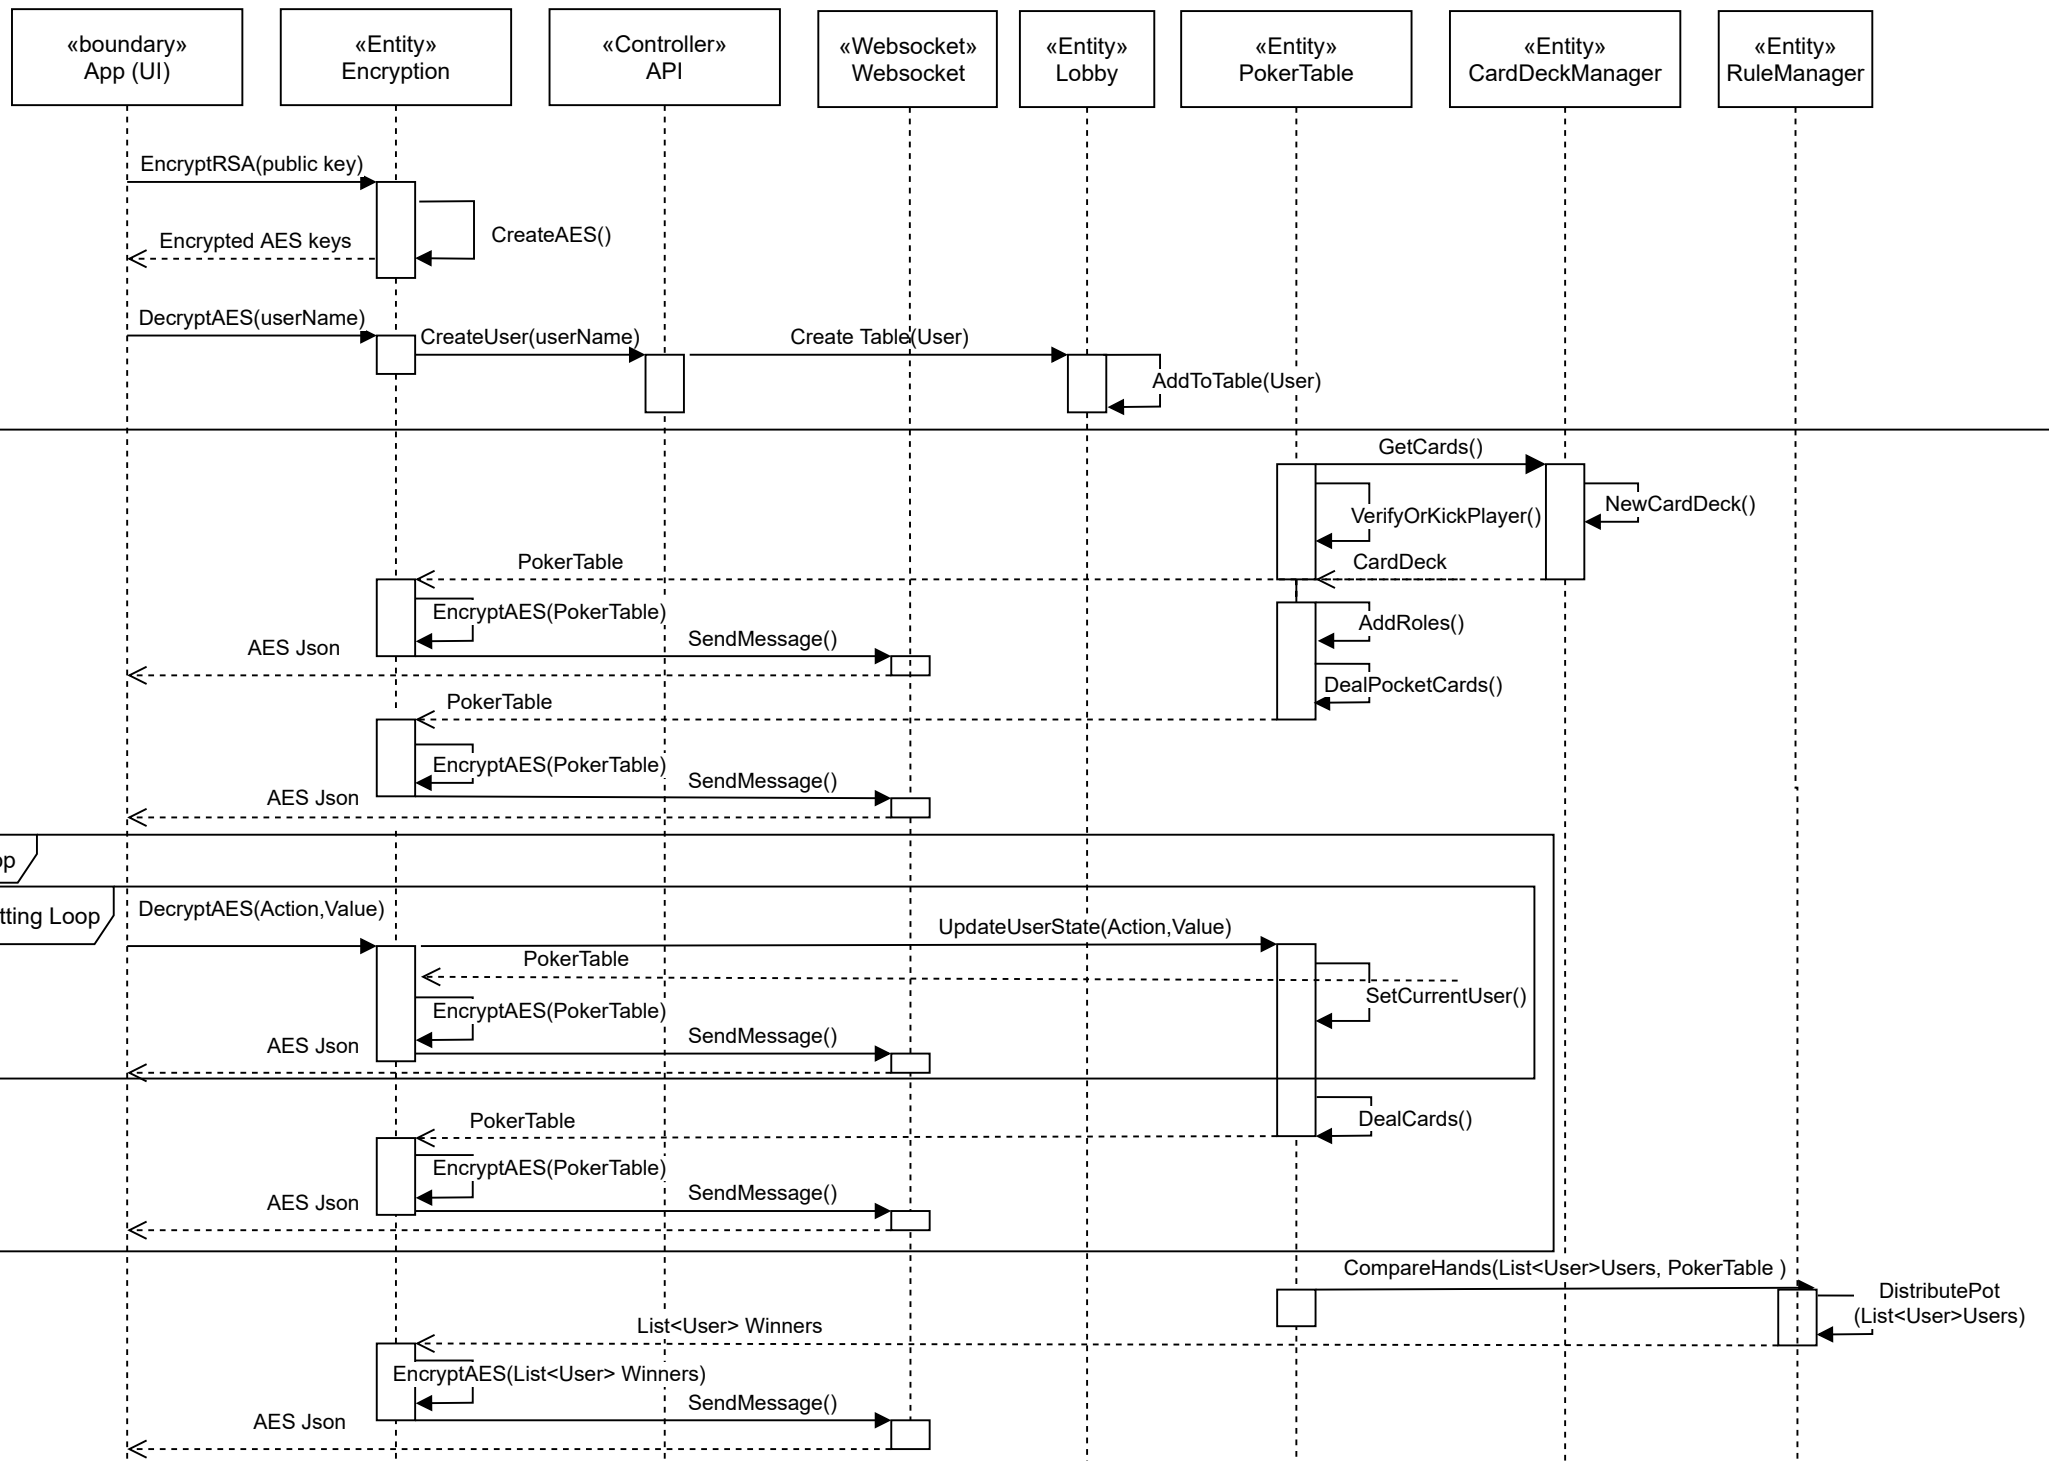 «boundary»
App (UI)
«Entity»
Encryption
«Controller»
API
«Websocket»
Websocket
«Entity»
Lobby
«Entity»
PokerTable
«Entity»
CardDeckManager
«Entity»
RuleManager
EncryptRSA(public key)
CreateAES()
Encrypted AES keys
DecryptAES(userName)
CreateUser(userName)
Create Table(User)
AddToTable(User)
GetCards()
NewCardDeck()
VerifyOrKickPlayer()
PokerTable
CardDeck
EncryptAES(PokerTable)
AddRoles()
SendMessage()
AES Json
DealPocketCards()
PokerTable
EncryptAES(PokerTable)
SendMessage()
AES Json
op
tting Loop
DecryptAES(Action,Value)
UpdateUserState(Action,Value)
PokerTable
SetCurrentUser()
EncryptAES(PokerTable)
SendMessage()
AES Json
PokerTable
DealCards()
EncryptAES(PokerTable)
SendMessage()
AES Json
CompareHands(List<User>Users, PokerTable )
DistributePot
(List<User>Users)
List<User> Winners
EncryptAES(List<User> Winners)
SendMessage()
AES Json